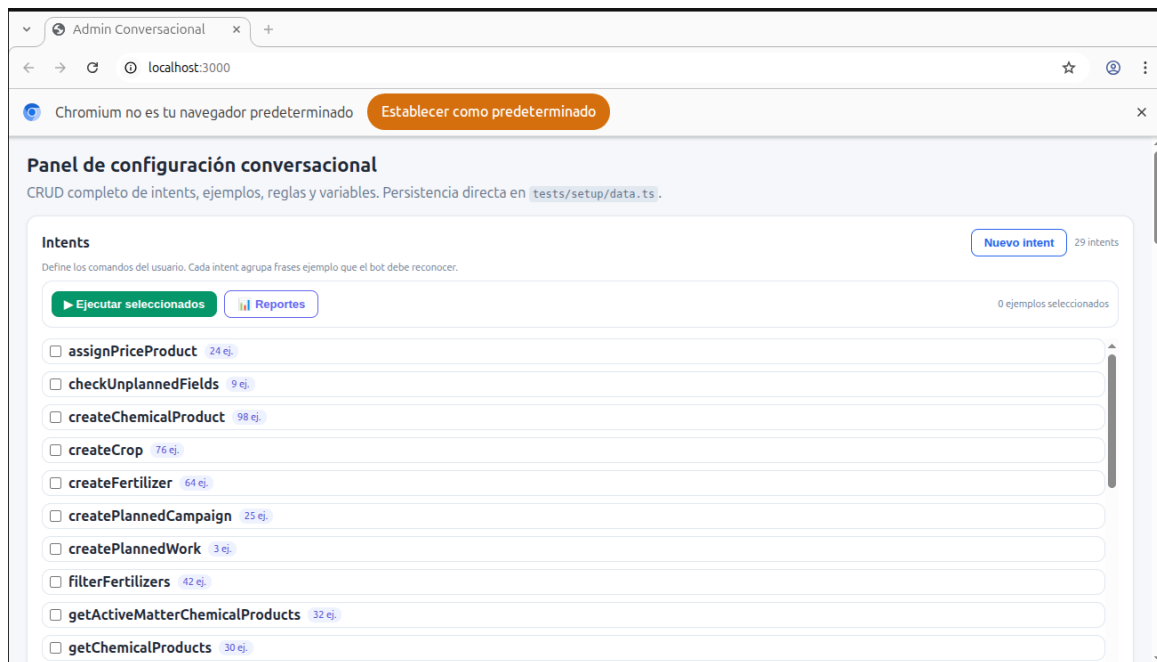 Admin Conversacional
localhost:3000
Chromium no es tu navegador predeterminado Establecer como predeterminado
Panel de configuración conversacional
CRUD completo de intents, ejemplos, reglas y variables. Persistencia directa en tests/setup/data.ts.
Intents Nuevo intent 29 intents
Define los comandos del usuario. Cada intent agrupa frases ejemplo que el bot debe reconocer.
▶ Ejecutar seleccionados 📊 Reportes 0 ejemplos seleccionados
assignPriceProduct 24 ej.
checkUnplannedFields 9 ej.
createChemicalProduct 98 ej.
createCrop 76 ej.
createFertilizer 64 ej.
createPlannedCampaign 25 ej.
createPlannedWork 3 ej.
filterFertilizers 42 ej.
getActiveMatterChemicalProducts 32 ej.
getChemicalProducts 30 ej.